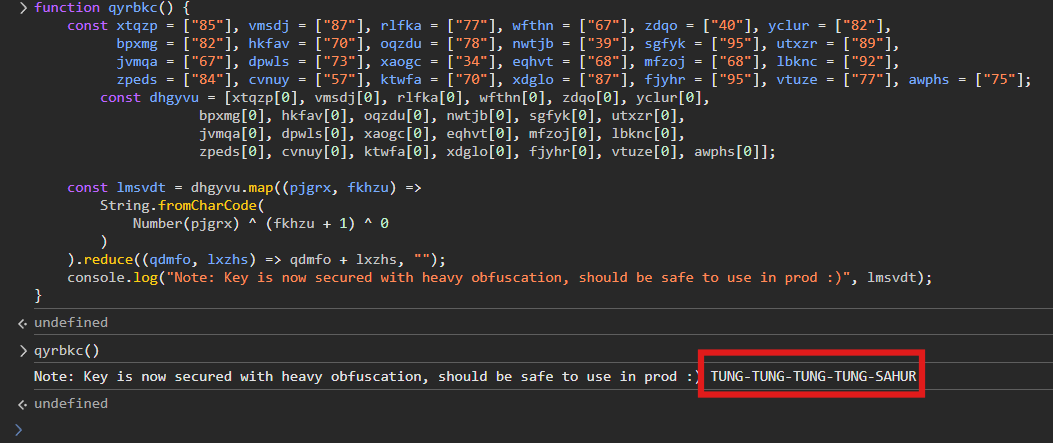 function qyrbkc() {
const xtqzp = ["85"], vmsdj = ["87"], rlfka = ["77"], wfthn = ["67"], zdqo = ["40"], yclur = ["82"],
bpxmg = ["82"], hkfav = ["70"], oqzdu = ["78"], nwtjb = ["39"], sgfyk = ["95"], utxzr = ["89"],
jvmqa = ["67"], dpwls = ["73"], xaogc = ["34"], eqhvt = ["68"], mfzoj = ["68"], lbknc = ["92"],
zpeds = ["84"], cvnuy = ["57"], ktwfa = ["70"], xdglo = ["87"], fjyhr = ["95"], vtuze = ["77"], awphs = ["75"];
const dhgyvu = [xtqzp[0], vmsdj[0], rlfka[0], wfthn[0], zdqo[0], yclur[0],
bpxmg[0], hkfav[0], oqzdu[0], nwtjb[0], sgfyk[0], utxzr[0],
jvmqa[0], dpwls[0], xaogc[0], eqhvt[0], mfzoj[0], lbknc[0],
zpeds[0], cvnuy[0], ktwfa[0], xdglo[0], fjyhr[0], vtuze[0], awphs[0]];
const lmsvdt = dhgyvu.map((pjgrx, fkhzu) =>
String.fromCharCode(
Number(pjgrx) ^ (fkhzu + 1) ^ 0
)
).reduce((qdmfo, lxzhs) => qdmfo + lxzhs, "");
console.log("Note: Key is now secured with heavy obfuscation, should be safe to use in prod :)", lmsvdt);
}
undefined
qyrbkc()
Note: Key is now secured with heavy obfuscation, should be safe to use in prod :) TUNG-TUNG-TUNG-TUNG-SAHUR
undefined